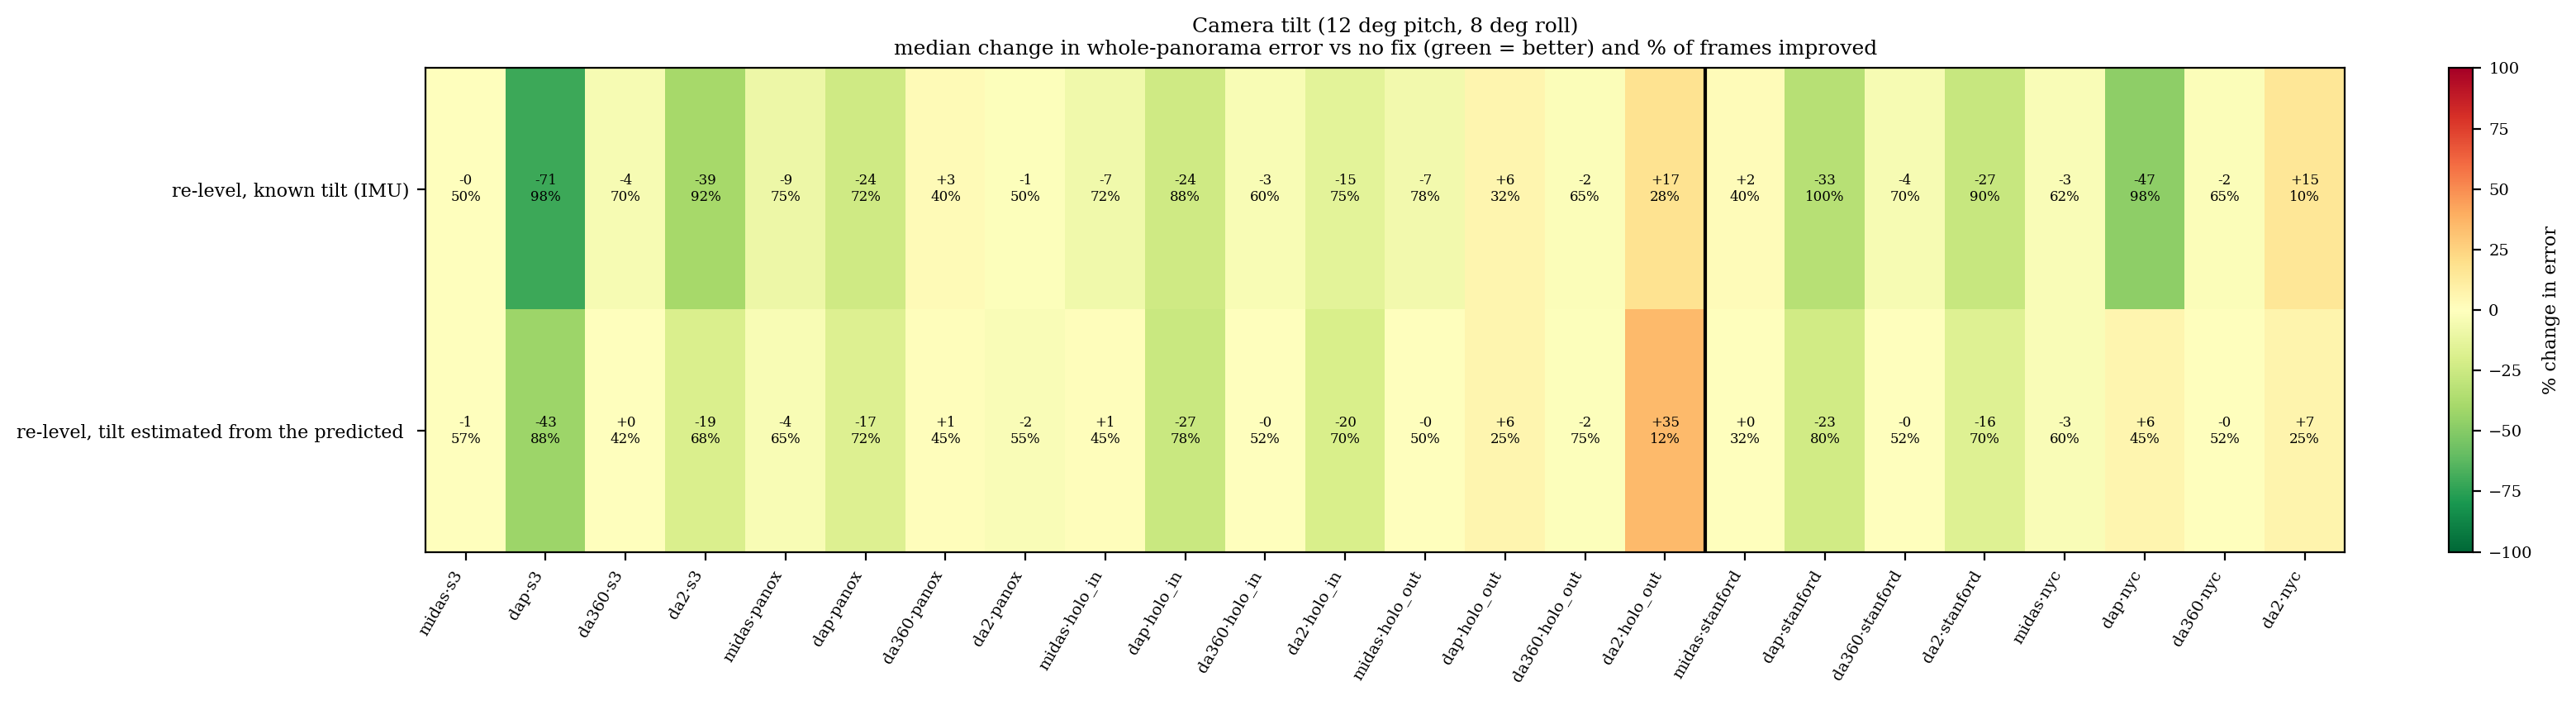 Camera tilt (12 deg pitch, 8 deg roll)
median change in whole-panorama error vs no fix (green = better) and % of frames improved
re-level, known tilt (IMU)
-0 -71 -4 -39 -9 -24 +3 -1 -7 -24 -3 -15 -7 +6 -2 +17 +2 -33 -4 -27 -3 -47 -2 +15
50% 98% 70% 92% 75% 72% 40% 50% 72% 88% 60% 75% 78% 32% 65% 28% 40% 100% 70% 90% 62% 98% 65% 10%
re-level, tilt estimated from the predicted
-1 -43 +0 -19 -4 -17 +1 -2 +1 -27 -0 -20 -0 +6 -2 +35 +0 -23 -0 -16 -3 +6 -0 +7
57% 88% 42% 68% 65% 72% 45% 55% 45% 78% 52% 70% 50% 25% 75% 12% 32% 80% 52% 70% 60% 45% 52% 25%
midas·s3
dap·s3
da360·s3
da2·s3
midas·panox
dap·panox
da360·panox
da2·panox
midas·holo_in
dap·holo_in
da360·holo_in
da2·holo_in
midas·holo_out
dap·holo_out
da360·holo_out
da2·holo_out
midas·stanford
dap·stanford
da360·stanford
da2·stanford
midas·nyc
dap·nyc
da360·nyc
da2·nyc
100
75
50
25
0
−25
−50
−75
−100
% change in error